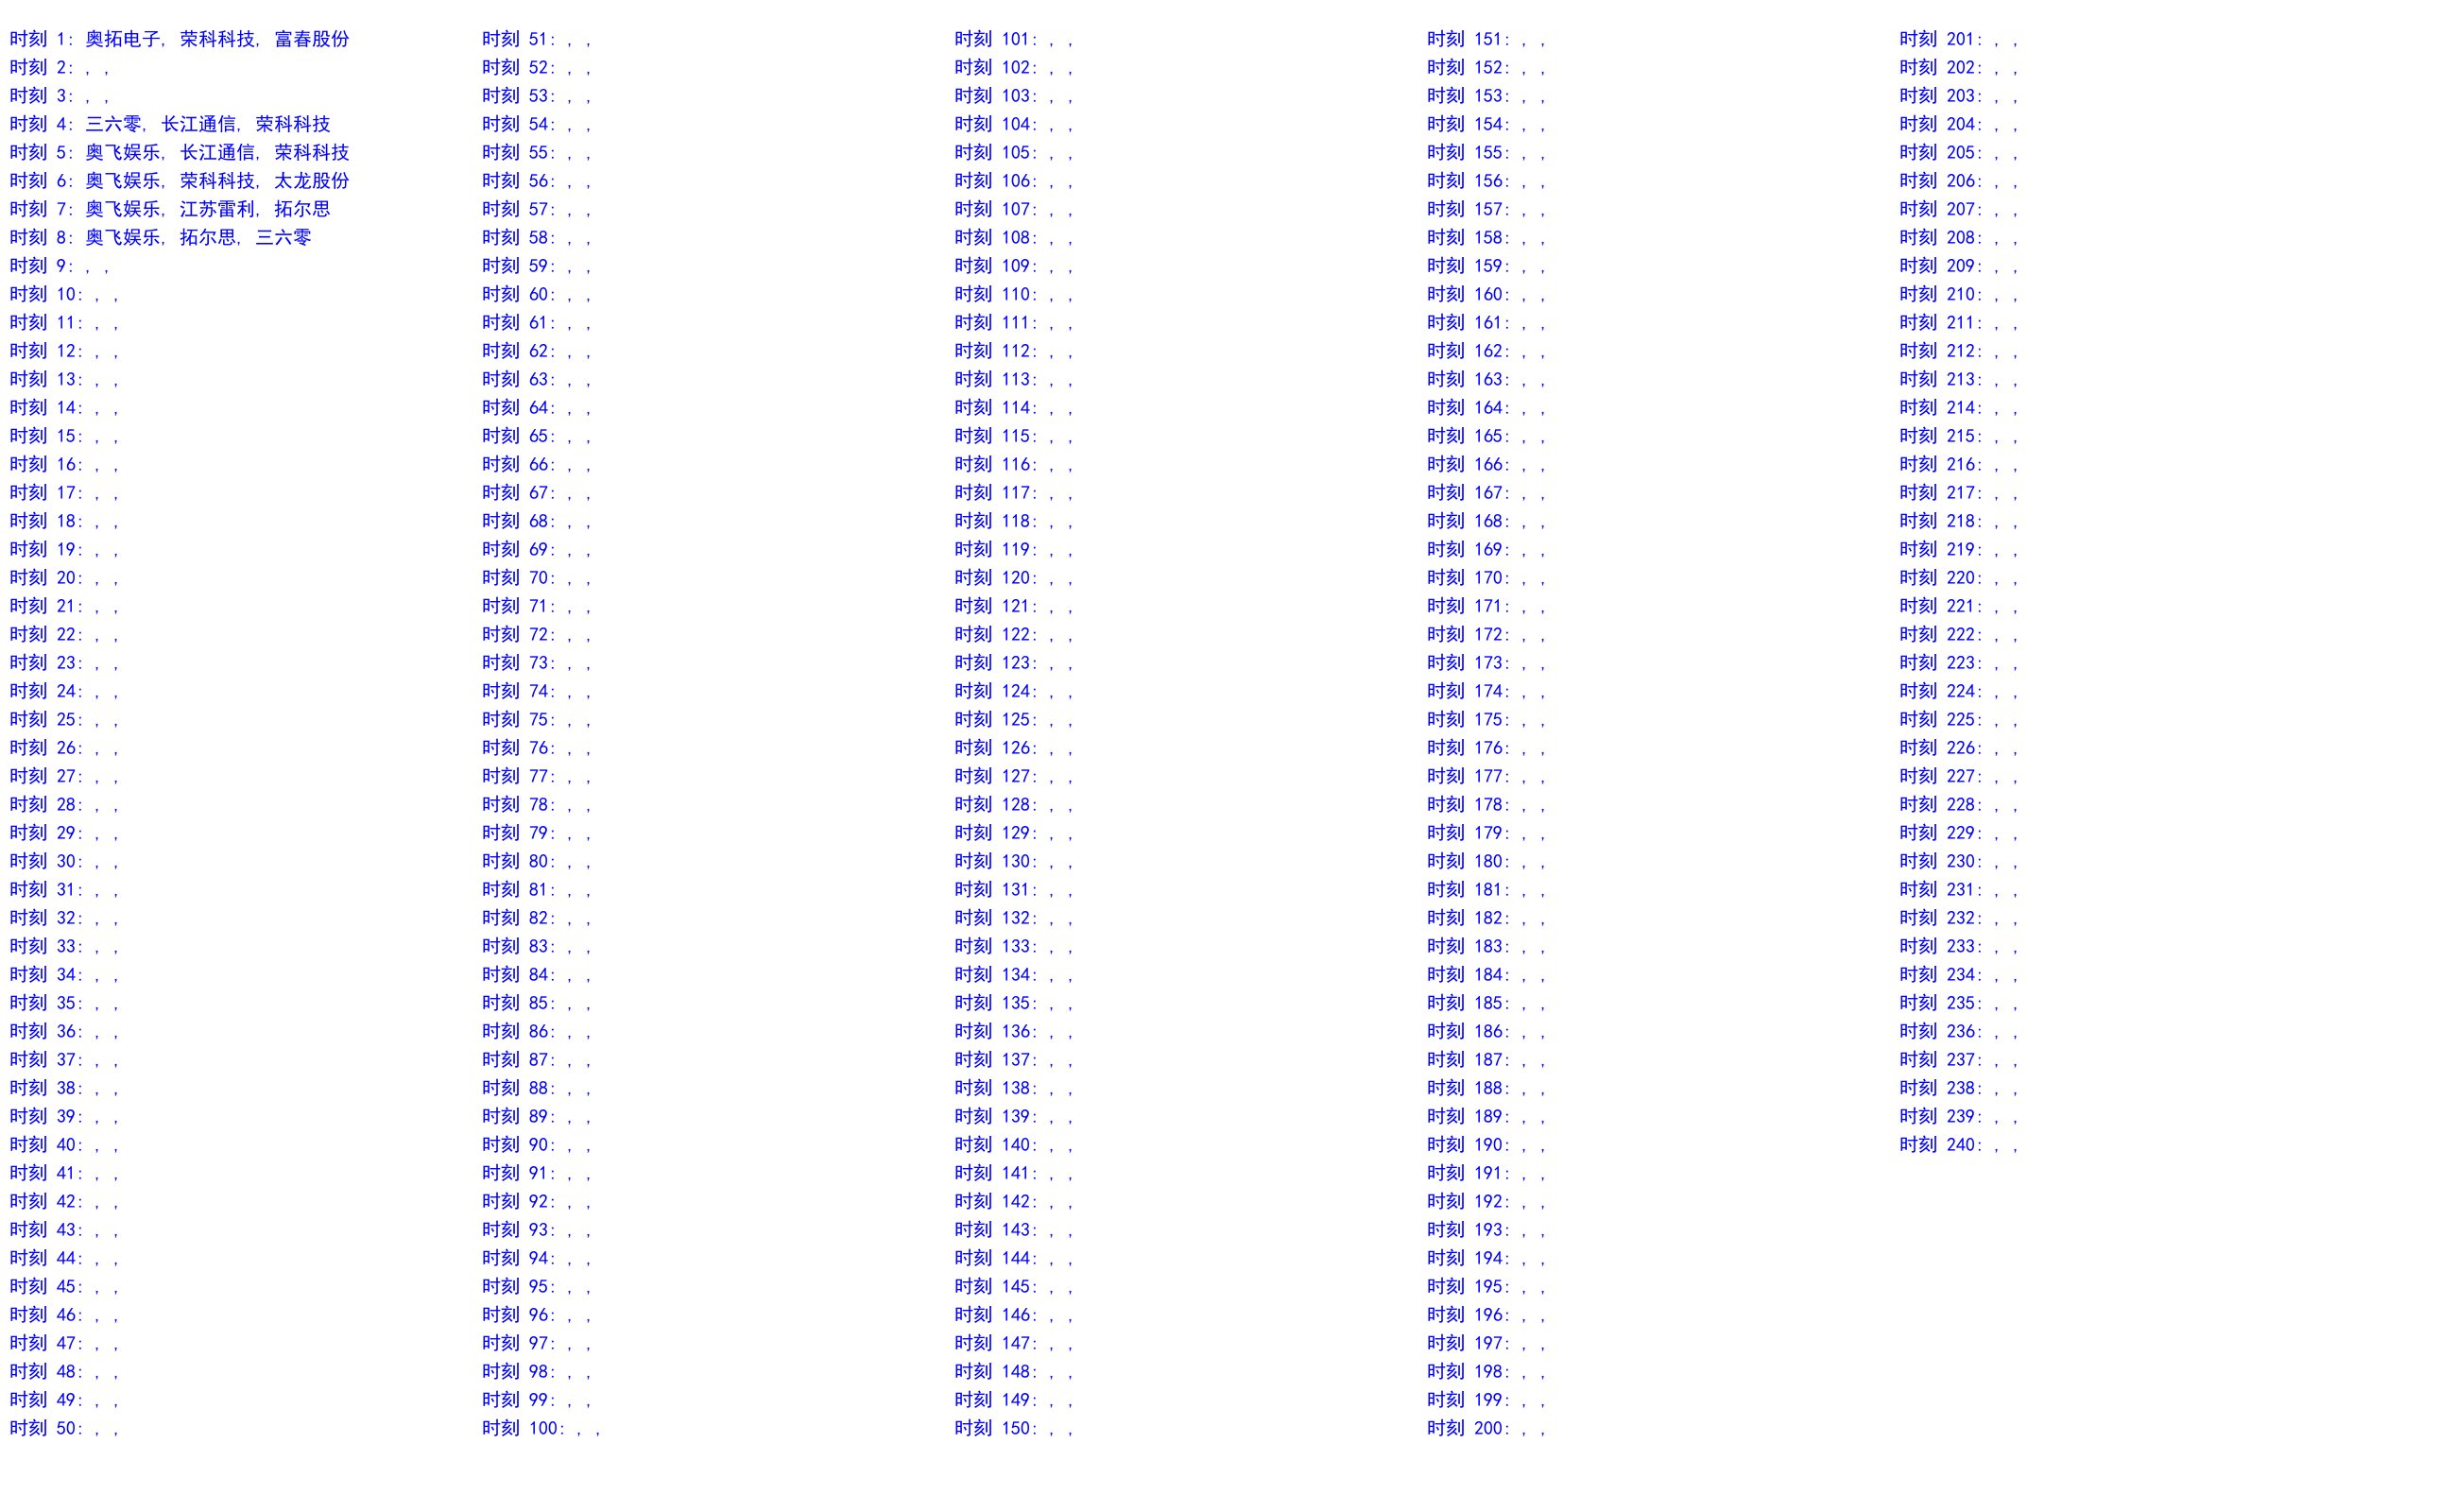 时刻 1: 奥拓电子, 荣科科技, 富春股份
时刻 2: , ,
时刻 3: , ,
时刻 4: 三六零, 长江通信, 荣科科技
时刻 5: 奥飞娱乐, 长江通信, 荣科科技
时刻 6: 奥飞娱乐, 荣科科技, 太龙股份
时刻 7: 奥飞娱乐, 江苏雷利, 拓尔思
时刻 8: 奥飞娱乐, 拓尔思, 三六零
时刻 9: , ,
时刻 10: , ,
时刻 11: , ,
时刻 12: , ,
时刻 13: , ,
时刻 14: , ,
时刻 15: , ,
时刻 16: , ,
时刻 17: , ,
时刻 18: , ,
时刻 19: , ,
时刻 20: , ,
时刻 21: , ,
时刻 22: , ,
时刻 23: , ,
时刻 24: , ,
时刻 25: , ,
时刻 26: , ,
时刻 27: , ,
时刻 28: , ,
时刻 29: , ,
时刻 30: , ,
时刻 31: , ,
时刻 32: , ,
时刻 33: , ,
时刻 34: , ,
时刻 35: , ,
时刻 36: , ,
时刻 37: , ,
时刻 38: , ,
时刻 39: , ,
时刻 40: , ,
时刻 41: , ,
时刻 42: , ,
时刻 43: , ,
时刻 44: , ,
时刻 45: , ,
时刻 46: , ,
时刻 47: , ,
时刻 48: , ,
时刻 49: , ,
时刻 50: , ,
时刻 51: , ,
时刻 52: , ,
时刻 53: , ,
时刻 54: , ,
时刻 55: , ,
时刻 56: , ,
时刻 57: , ,
时刻 58: , ,
时刻 59: , ,
时刻 60: , ,
时刻 61: , ,
时刻 62: , ,
时刻 63: , ,
时刻 64: , ,
时刻 65: , ,
时刻 66: , ,
时刻 67: , ,
时刻 68: , ,
时刻 69: , ,
时刻 70: , ,
时刻 71: , ,
时刻 72: , ,
时刻 73: , ,
时刻 74: , ,
时刻 75: , ,
时刻 76: , ,
时刻 77: , ,
时刻 78: , ,
时刻 79: , ,
时刻 80: , ,
时刻 81: , ,
时刻 82: , ,
时刻 83: , ,
时刻 84: , ,
时刻 85: , ,
时刻 86: , ,
时刻 87: , ,
时刻 88: , ,
时刻 89: , ,
时刻 90: , ,
时刻 91: , ,
时刻 92: , ,
时刻 93: , ,
时刻 94: , ,
时刻 95: , ,
时刻 96: , ,
时刻 97: , ,
时刻 98: , ,
时刻 99: , ,
时刻 100: , ,
时刻 101: , ,
时刻 102: , ,
时刻 103: , ,
时刻 104: , ,
时刻 105: , ,
时刻 106: , ,
时刻 107: , ,
时刻 108: , ,
时刻 109: , ,
时刻 110: , ,
时刻 111: , ,
时刻 112: , ,
时刻 113: , ,
时刻 114: , ,
时刻 115: , ,
时刻 116: , ,
时刻 117: , ,
时刻 118: , ,
时刻 119: , ,
时刻 120: , ,
时刻 121: , ,
时刻 122: , ,
时刻 123: , ,
时刻 124: , ,
时刻 125: , ,
时刻 126: , ,
时刻 127: , ,
时刻 128: , ,
时刻 129: , ,
时刻 130: , ,
时刻 131: , ,
时刻 132: , ,
时刻 133: , ,
时刻 134: , ,
时刻 135: , ,
时刻 136: , ,
时刻 137: , ,
时刻 138: , ,
时刻 139: , ,
时刻 140: , ,
时刻 141: , ,
时刻 142: , ,
时刻 143: , ,
时刻 144: , ,
时刻 145: , ,
时刻 146: , ,
时刻 147: , ,
时刻 148: , ,
时刻 149: , ,
时刻 150: , ,
时刻 151: , ,
时刻 152: , ,
时刻 153: , ,
时刻 154: , ,
时刻 155: , ,
时刻 156: , ,
时刻 157: , ,
时刻 158: , ,
时刻 159: , ,
时刻 160: , ,
时刻 161: , ,
时刻 162: , ,
时刻 163: , ,
时刻 164: , ,
时刻 165: , ,
时刻 166: , ,
时刻 167: , ,
时刻 168: , ,
时刻 169: , ,
时刻 170: , ,
时刻 171: , ,
时刻 172: , ,
时刻 173: , ,
时刻 174: , ,
时刻 175: , ,
时刻 176: , ,
时刻 177: , ,
时刻 178: , ,
时刻 179: , ,
时刻 180: , ,
时刻 181: , ,
时刻 182: , ,
时刻 183: , ,
时刻 184: , ,
时刻 185: , ,
时刻 186: , ,
时刻 187: , ,
时刻 188: , ,
时刻 189: , ,
时刻 190: , ,
时刻 191: , ,
时刻 192: , ,
时刻 193: , ,
时刻 194: , ,
时刻 195: , ,
时刻 196: , ,
时刻 197: , ,
时刻 198: , ,
时刻 199: , ,
时刻 200: , ,
时刻 201: , ,
时刻 202: , ,
时刻 203: , ,
时刻 204: , ,
时刻 205: , ,
时刻 206: , ,
时刻 207: , ,
时刻 208: , ,
时刻 209: , ,
时刻 210: , ,
时刻 211: , ,
时刻 212: , ,
时刻 213: , ,
时刻 214: , ,
时刻 215: , ,
时刻 216: , ,
时刻 217: , ,
时刻 218: , ,
时刻 219: , ,
时刻 220: , ,
时刻 221: , ,
时刻 222: , ,
时刻 223: , ,
时刻 224: , ,
时刻 225: , ,
时刻 226: , ,
时刻 227: , ,
时刻 228: , ,
时刻 229: , ,
时刻 230: , ,
时刻 231: , ,
时刻 232: , ,
时刻 233: , ,
时刻 234: , ,
时刻 235: , ,
时刻 236: , ,
时刻 237: , ,
时刻 238: , ,
时刻 239: , ,
时刻 240: , ,